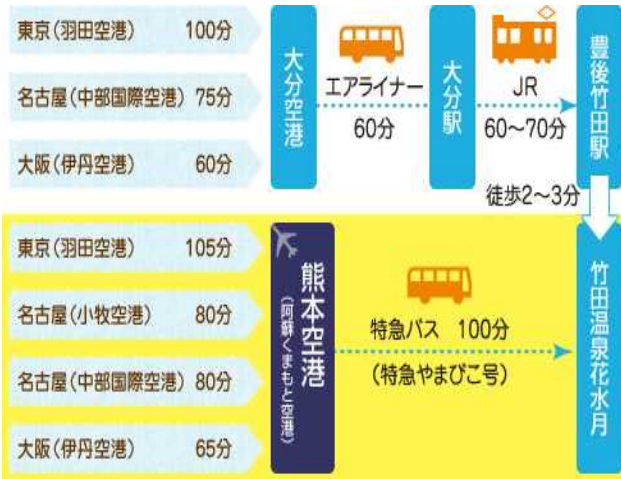 東京(羽田空港) 100分
名古屋(中部国際空港) 75分
大阪(伊丹空港) 60分
大分空港
エアライナー
60分
大分駅
JR
60～70分
豊後竹田駅
徒歩2～3分
東京(羽田空港) 105分
名古屋(小牧空港) 80分
名古屋(中部国際空港) 80分
大阪(伊丹空港) 65分
熊本空港
(阿蘇くまもと空港)
特急バス 100分
(特急やまびこ号)
竹田温泉花水月